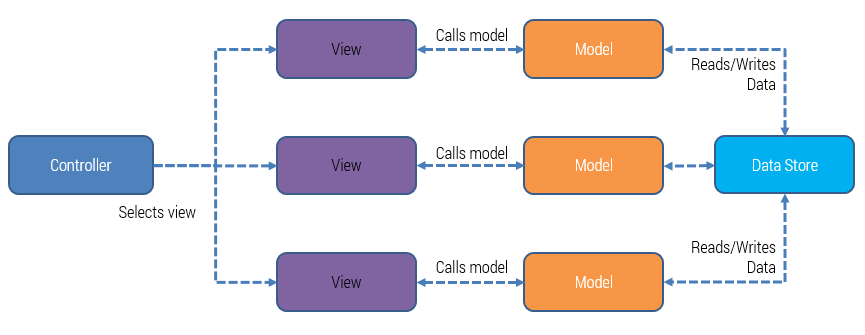 View
Calls model
Model
Reads/Writes
Data
Controller
View
Calls model
Model
Data Store
Selects view
View
Calls model
Model
Reads/Writes
Data